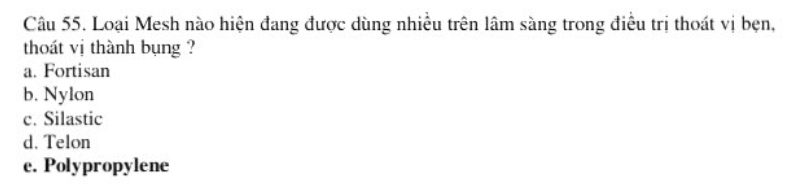 Câu 55. Loại Mesh nào hiện đang được dùng nhiều trên lâm sàng trong điều trị thoát vị bẹn,
thoát vị thành bụng ?
a. Fortisan
b. Nylon
c. Silastic
d. Telon
e. Polypropylene